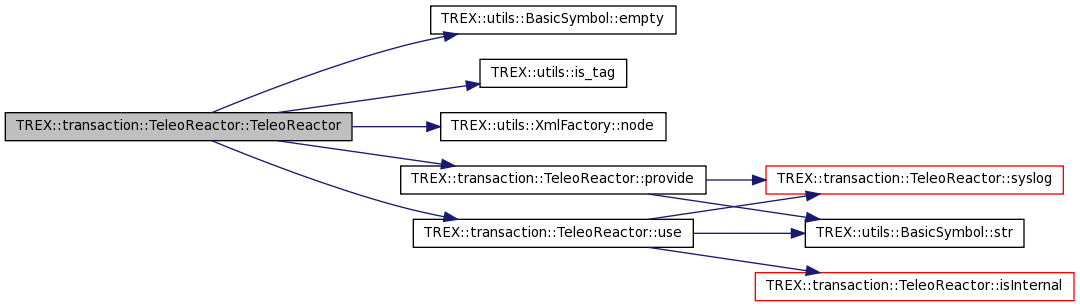 TREX::utils::BasicSymbol::empty
TREX::utils::is_tag
TREX::transaction::TeleoReactor::TeleoReactor
TREX::utils::XmlFactory::node
TREX::transaction::TeleoReactor::provide
TREX::transaction::TeleoReactor::syslog
TREX::transaction::TeleoReactor::use
TREX::utils::BasicSymbol::str
TREX::transaction::TeleoReactor::isInternal